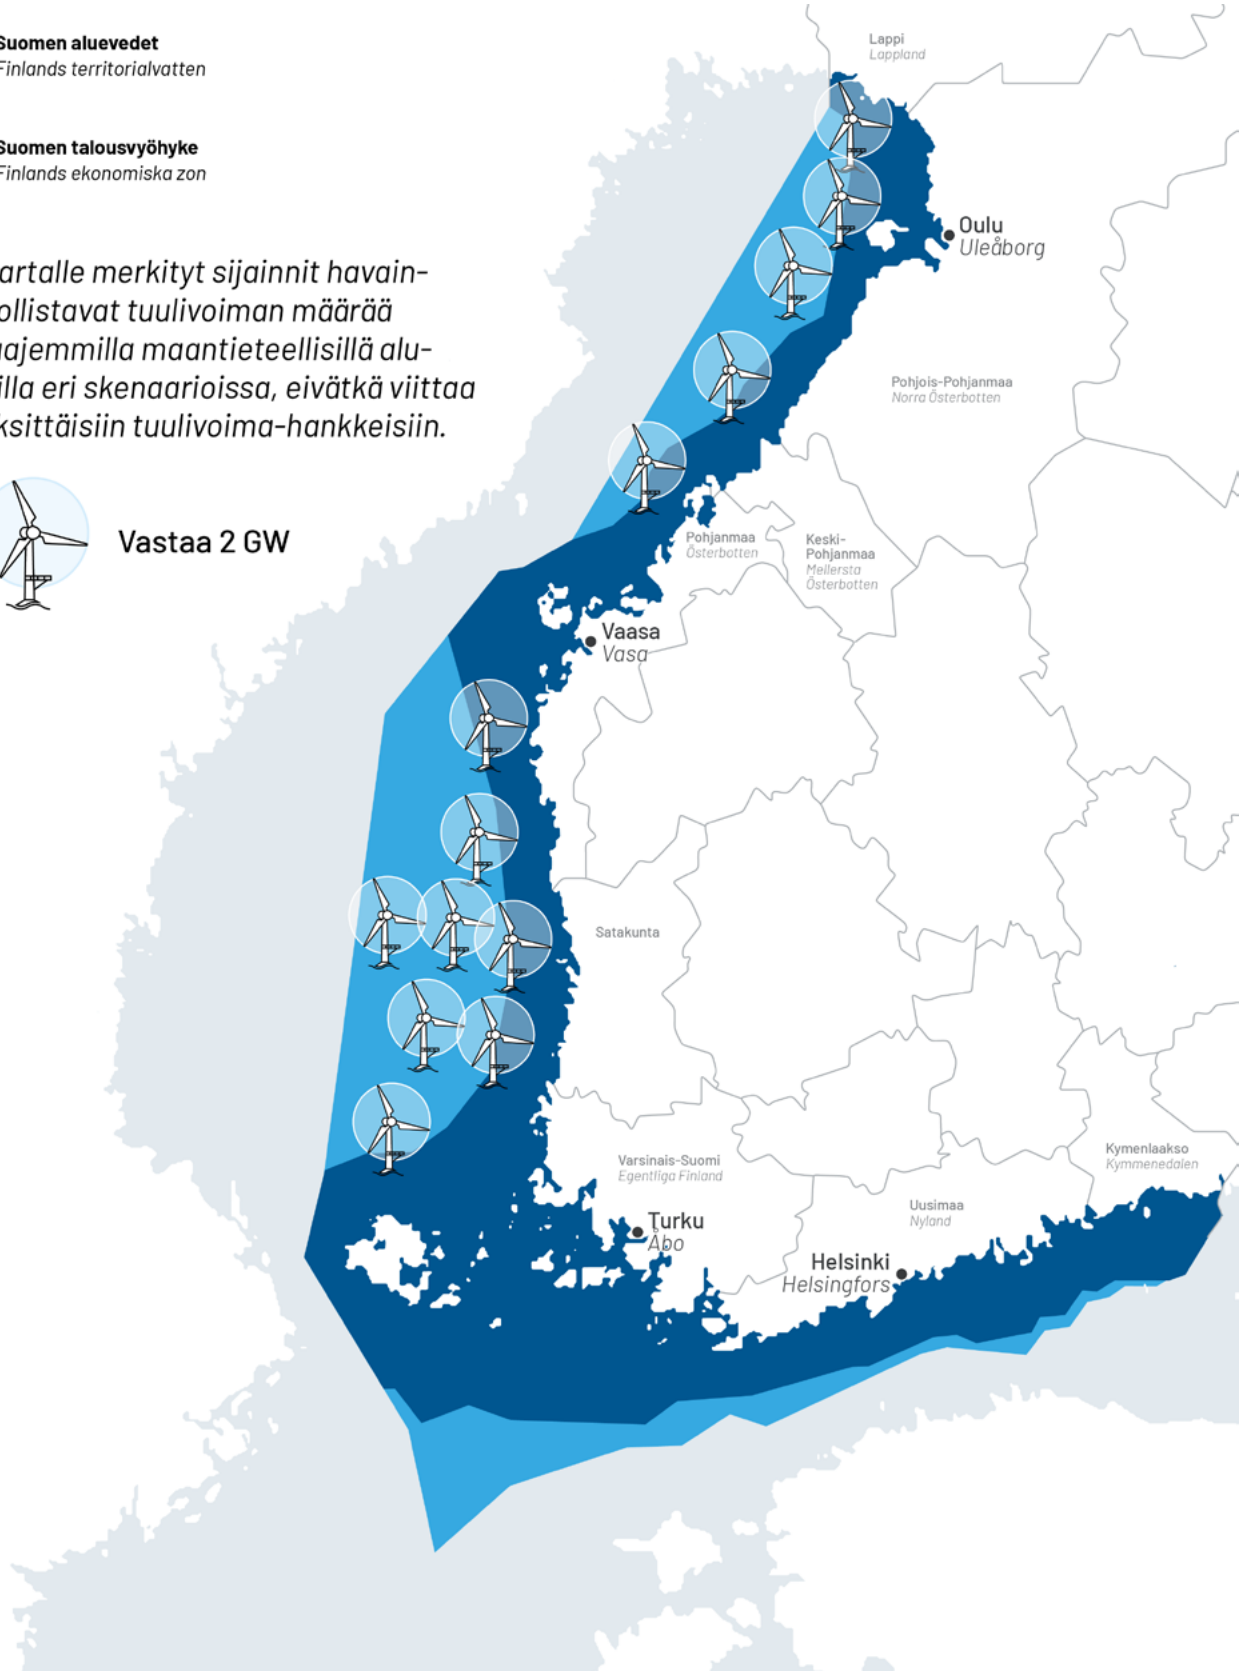 Suomen aluevedet
Finlands territorialvatten
Suomen talousvyöhyke
Finlands ekonomiska zon
artalle merkityt sijainnit havain-
ollistavat tuulivoiman määrää
ajemmilla maantieteellisillä alu-
illa eri skenaarioissa, eivätkä viittaa
ksittäisiin tuulivoima-hankkeisiin.
Vastaa 2 GW
Lappi
Lappland
Oulu
Uleåborg
Pohjois-Pohjanmaa
Norra Österbotten
Pohjanmaa
Österbotten
Keski-
Pohjanmaa
Mellersta
Österbotten
Vaasa
Vasa
Satakunta
Varsinais-Suomi
Egentliga Finland
Kymenlaakso
Kymmenedalen
Uusimaa
Nyland
Turku
Åbo
Helsinki
Helsingfors